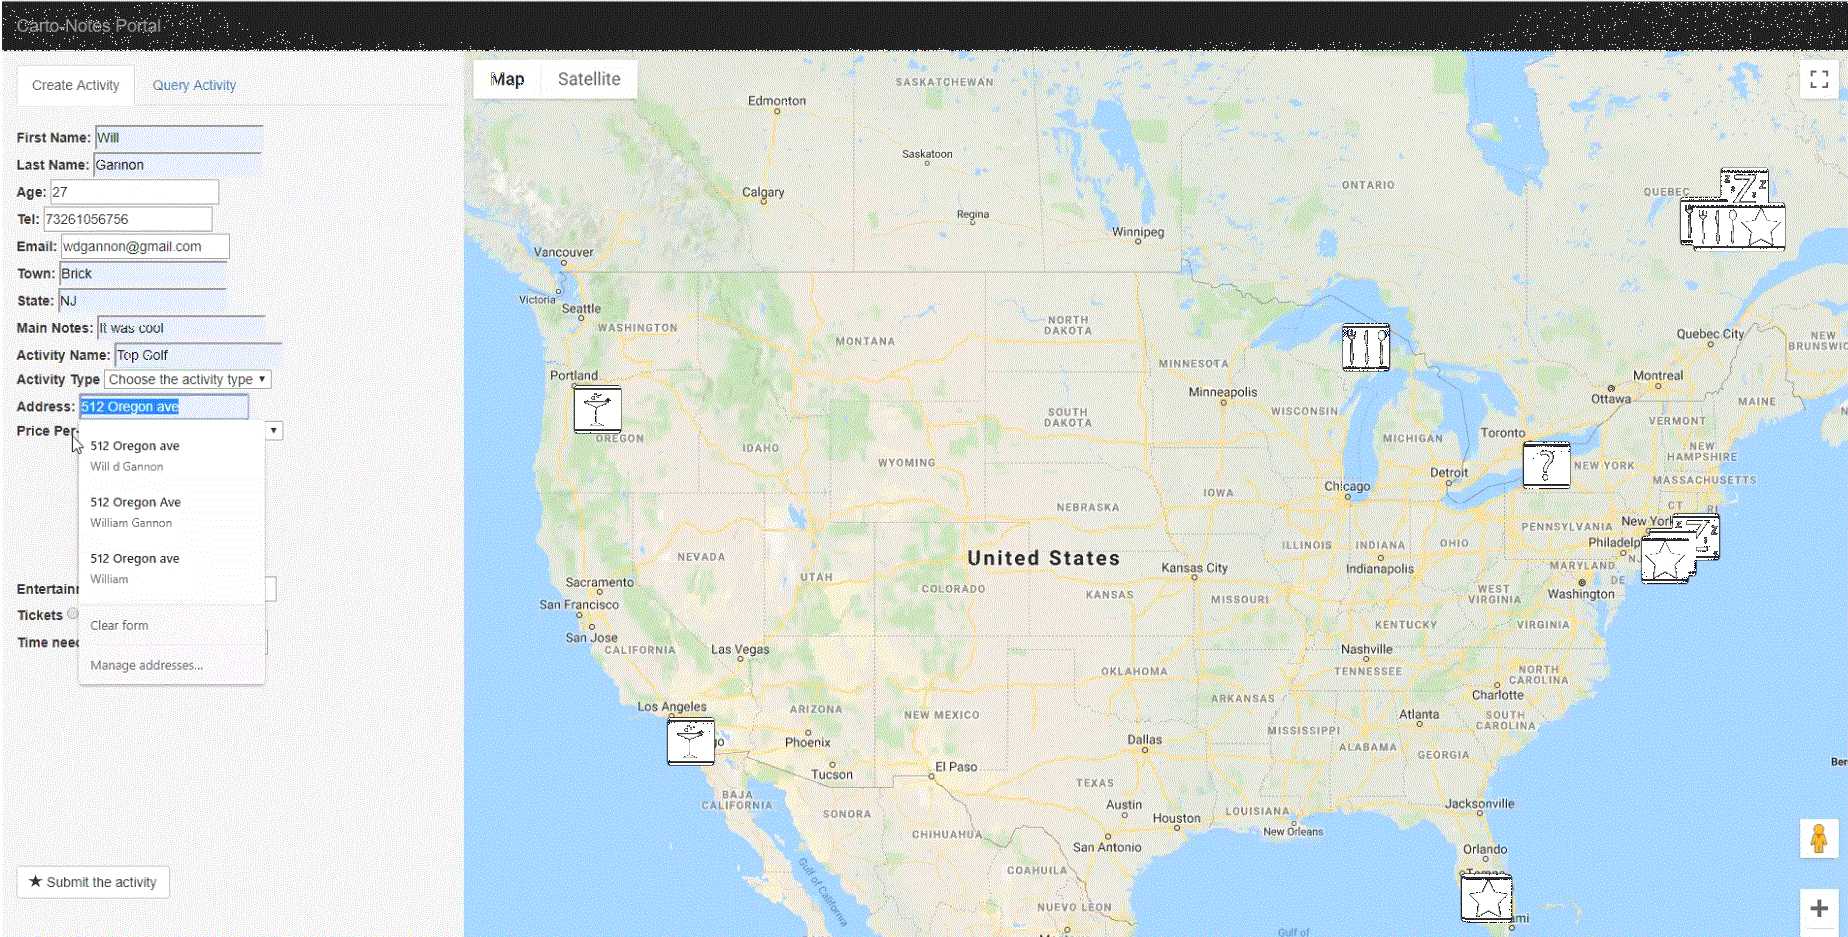 Carto-Notes Portal
Create Activity
Query Activity
First Name: Will
Last Name: Gannon
Age: 27
Tel: 73261056756
Email: wdgannon@gmail.com
Town: Brick
State: NJ
Main Notes: It was cool
Activity Name: Top Golf
Activity Type Choose the activity type
Address: 512 Oregon ave
Price Per
512 Oregon ave
Will d Gannon
512 Oregon Ave
William Gannon
512 Oregon ave
William
Clear form
Manage addresses...
Entertainm
Tickets
Time need
★ Submit the activity
Map
Satellite
SASKATCHEWAN
Edmonton
Saskatoon
Calgary
Regina
Winnipeg
ONTARIO
QUEBEC
Vancouver
Victoria
Seattle
WASHINGTON
NORTH
DAKOTA
MONTANA
MINNESOTA
Quebec City
NEW
BRUNSWIC
Portland
Minneapolis
Montreal
Ottawa
MAINE
OREGON
SOUTH
DAKOTA
WISCONSIN
MICHIGAN
Toronto
VERMONT
NEW
HAMPSHIRE
IDAHO
WYOMING
Detroit
NEW YORK
MASSACHUSETTS
Chicago
IOWA
NEBRASKA
CT
RI
PENNSYLVANIA
New York
ILLINOIS
INDIANA
OHIO
Philadelp
N
NEVADA
UTAH
United States
Kansas City
Indianapolis
MARYLAND
DE
Sacramento
San Francisco
COLORADO
KANSAS
MISSOURI
WEST
VIRGINIA
Washington
San Jose
CALIFORNIA
Las Vegas
KENTUCKY
VIRGINIA
Nashville
TENNESSEE
OKLAHOMA
NORTH
CAROLINA
Charlotte
ARKANSAS
Los Angeles
ARIZONA
NEW MEXICO
Atlanta
SOUTH
CAROLINA
go
Phoenix
Dallas
MISSISSIPPI
ALABAMA
GEORGIA
Tucson
El Paso
TEXAS
Ber
BAJA
CALIFORNIA
SONORA
CHIHUAHUA
Austin
Houston
LOUISIANA
New Orleans
Jacksonville
San Antonio
Orlando
Gulf of
California
COAHUILA
Tampa
NUEVO LEON
mi
Gulf of